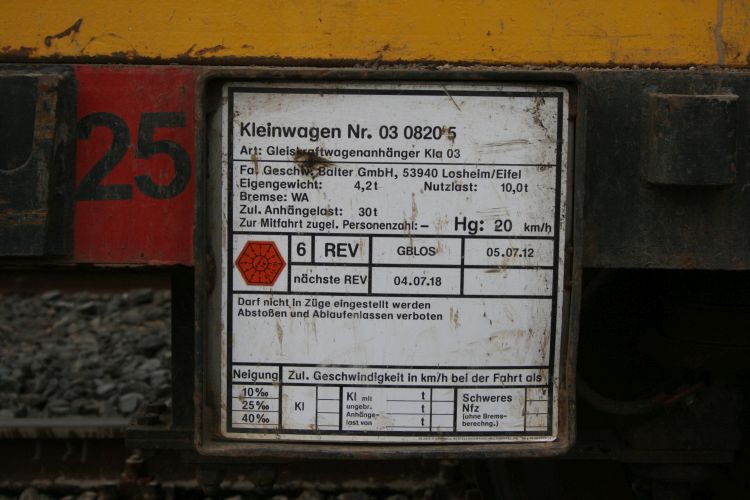 25
Kleinwagen Nr. 03 0820 5
Art: Gleiskraftwagenanhänger Kla 03
Fa. Geschw. Balter GmbH, 53940 Losheim/Eifel
Eigengewicht: 4,2t Nutzlast: 10,0t
Bremse: WA
Zul. Anhängelast: 30t
Zur Mitfahrt zugel. Personenzahl: – Hg: 20 km/h
6 REV GBLOS 05.07.12
nächste REV 04.07.18
Darf nicht in Züge eingestellt werden
Abstoßen und Ablaufenlassen verboten
Neigung Zul. Geschwindigkeit in km/h bei der Fahrt als
10‰
25‰
40‰
Kl
Kl mit t
ungebr. t
Anhänge-
last von t
Schweres
Nfz
(ohne Brems-
berechng.)